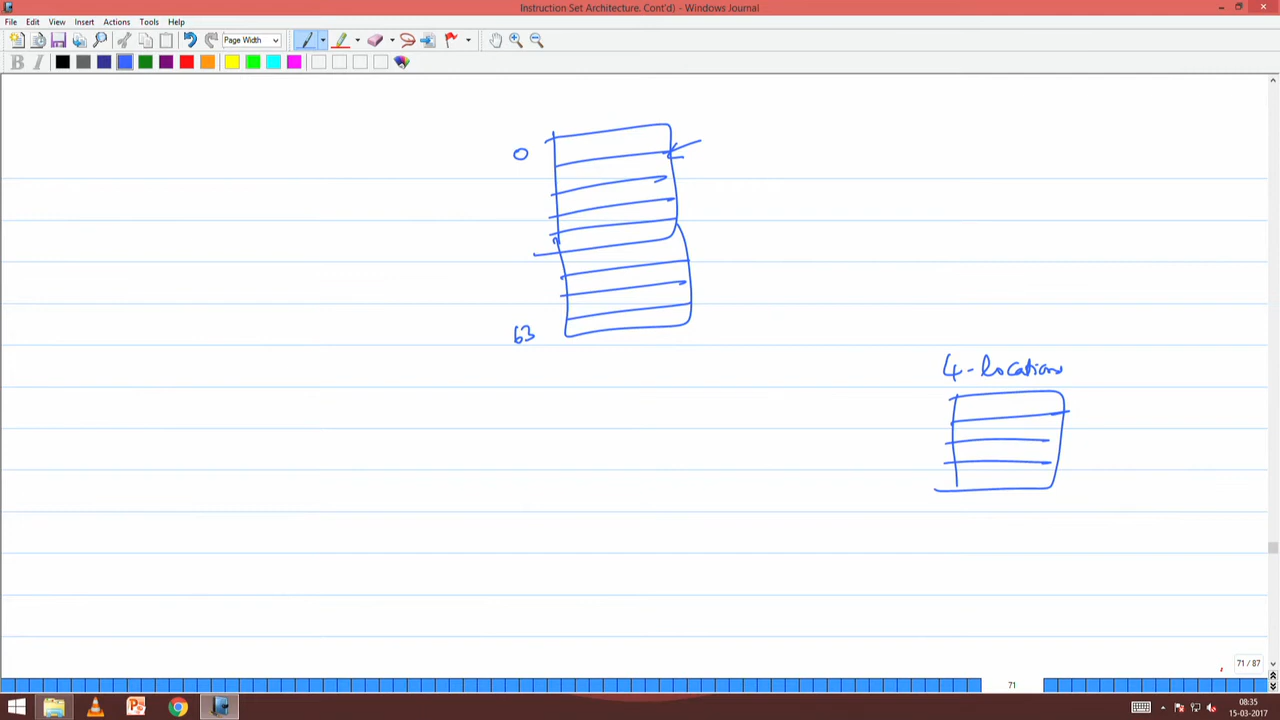 Instruction Set Architecture. Cont'd) - Windows Journal
File Edit View Insert Actions Tools Help
Page Width
B I
0
63
4-locations
71 / 87
71
08:35
15-03-2017